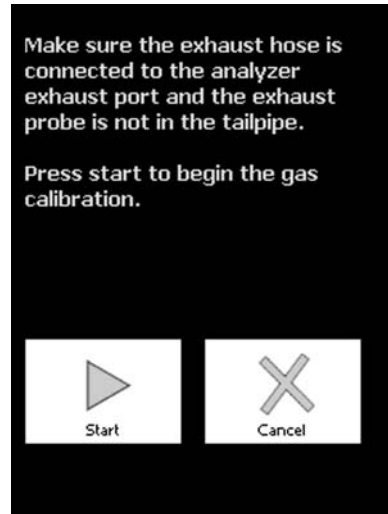 Make sure the exhaust hose is
connected to the analyzer
exhaust port and the exhaust
probe is not in the tailpipe.
Press start to begin the gas
calibration.
Start
Cancel